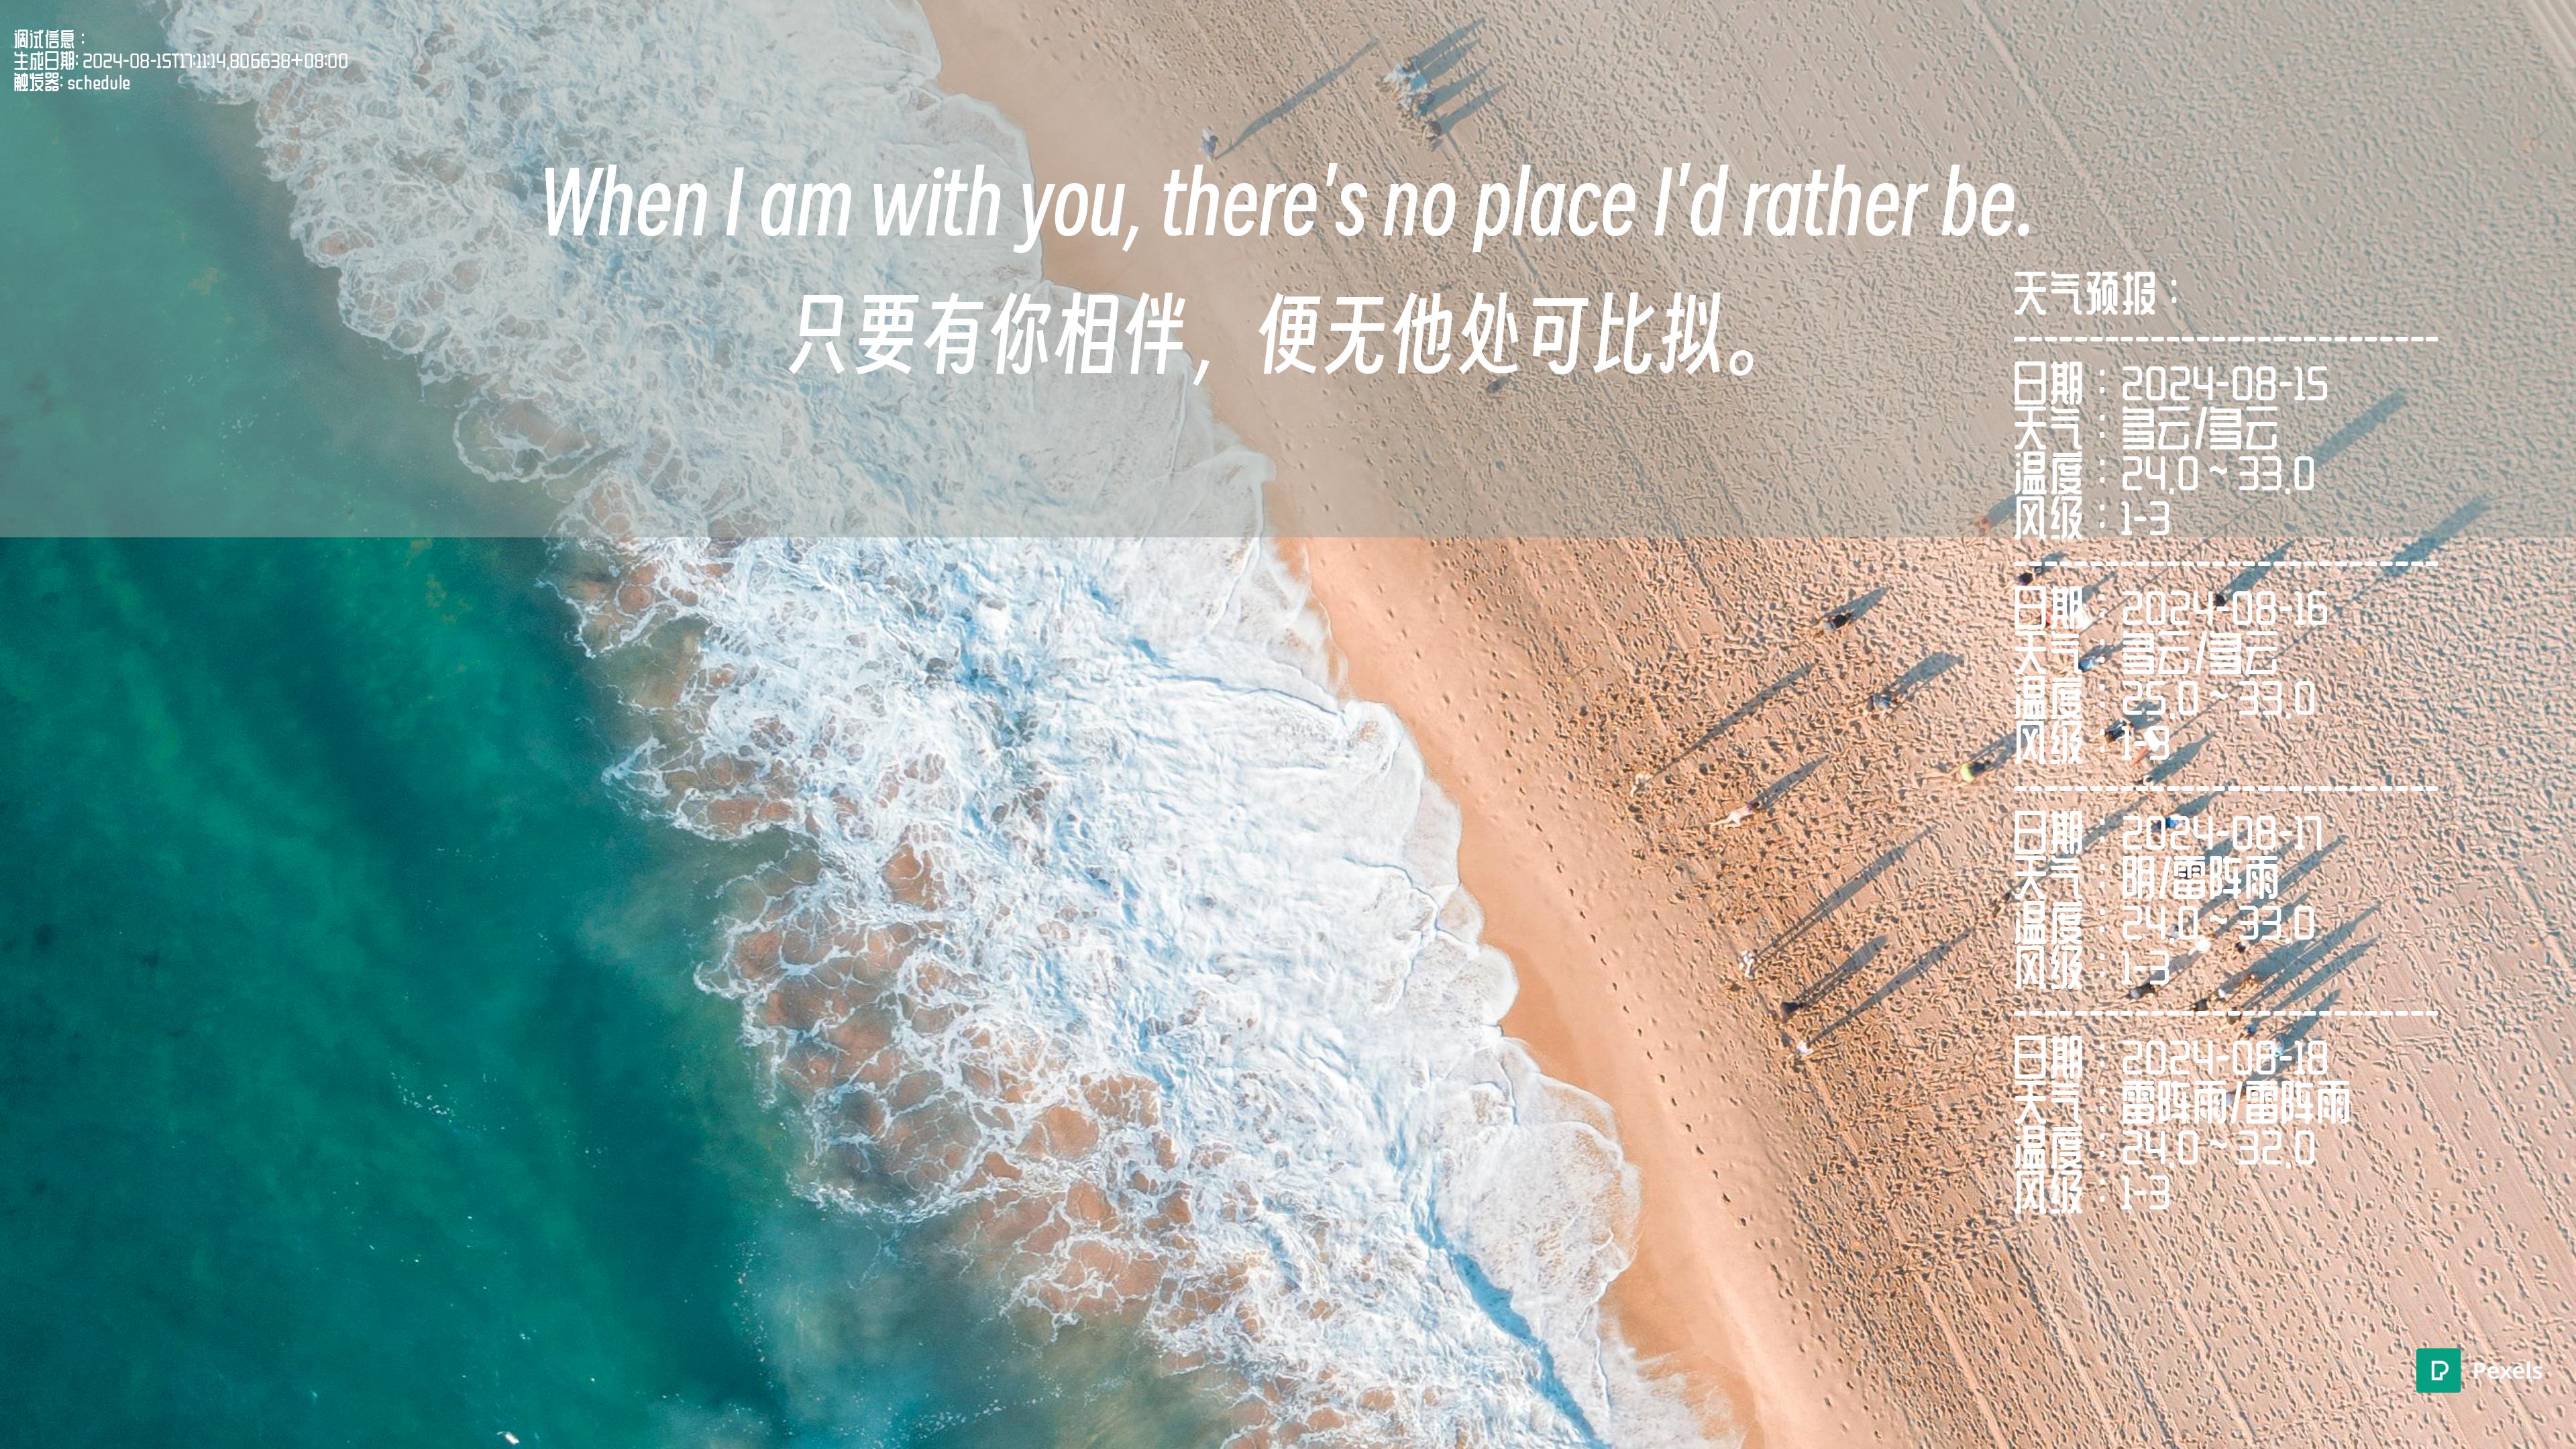 调试信息：
生成日期: 2024-08-15T17:11:14.806638+08:00
触发器: schedule
When I am with you, there's no place I'd rather be.
只要有你相伴，便无他处可比拟。
天气预报：
------------------------------
日期：2024-08-15
天气：多云/多云
温度：24.0 ~ 33.0
风级：1-3
------------------------------
日期：2024-08-16
天气：多云/多云
温度：25.0 ~ 33.0
风级：1-3
------------------------------
日期：2024-08-17
天气：阴/雷阵雨
温度：24.0 ~ 33.0
风级：1-3
------------------------------
日期：2024-08-18
天气：雷阵雨/雷阵雨
温度：24.0 ~ 32.0
风级：1-3
Pexels